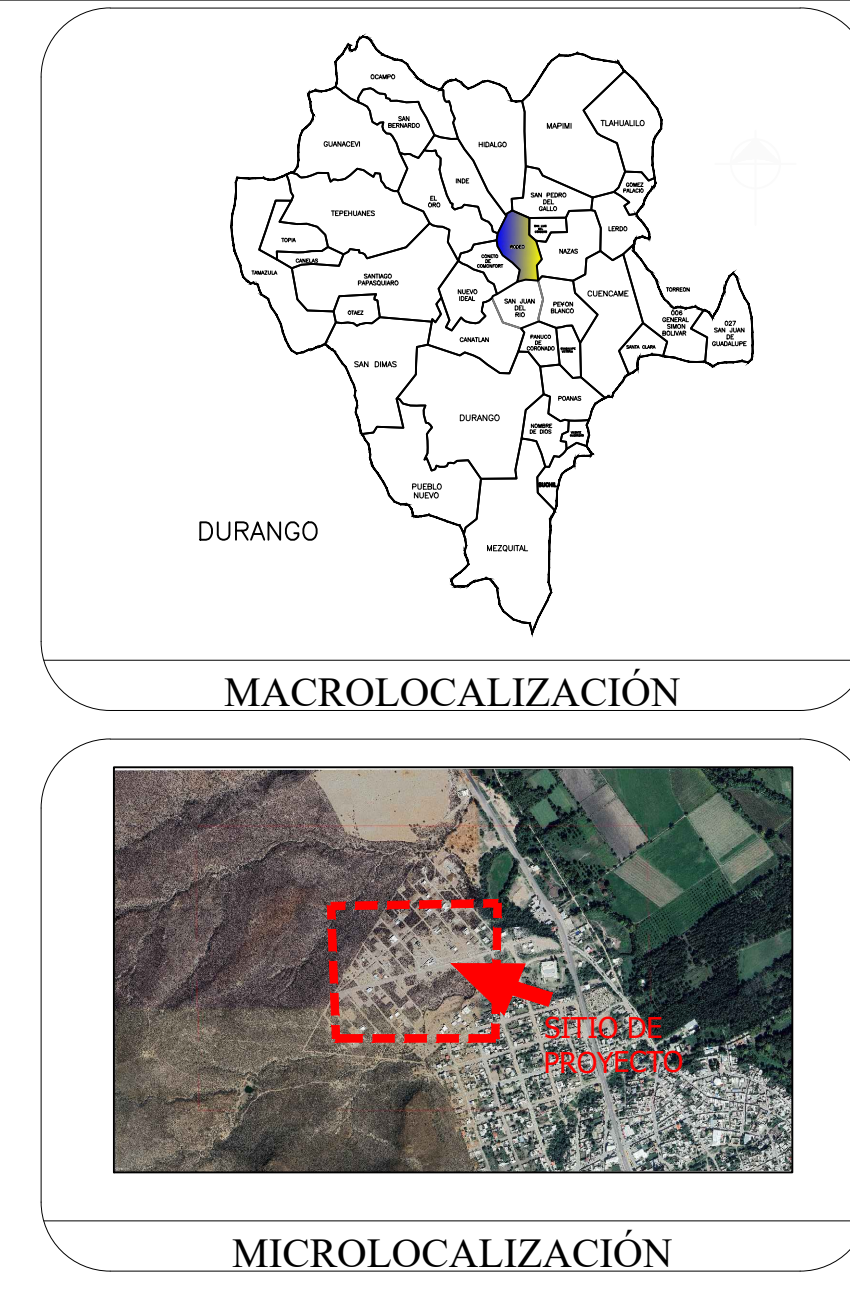 OCAMPO
SAN
BERNARDO
GUANACEVI
HIDALGO
MAPIMI
TLAHUALILO
INDE
EL
ORO
SAN PEDRO
DEL
GALLO
GOMEZ
PALACIO
TEPEHUANES
LERDO
TOPIA
CANELAS
TAMAZULA
SANTIAGO
PAPASQUIARO
CONETO
DE
COMONFORT
RODEO
NAZAS
OTAEZ
NUEVO
IDEAL
SAN JUAN
DEL
RIO
PE¥ON
BLANCO
CUENCAME
TORREON
006
GENERAL
SIMON
BOLIVAR
027
SAN JUAN
DE
GUADALUPE
SANTA CLARA
CANATLAN
PANUCO
DE
CORONADO
SAN DIMAS
POANAS
DURANGO
NOMBRE
DE DIOS
PUEBLO
NUEVO
SUCHIL
MEZQUITAL
DURANGO
MACROLOCALIZACIÓN
SITIO DE
PROYECTO
MICROLOCALIZACIÓN